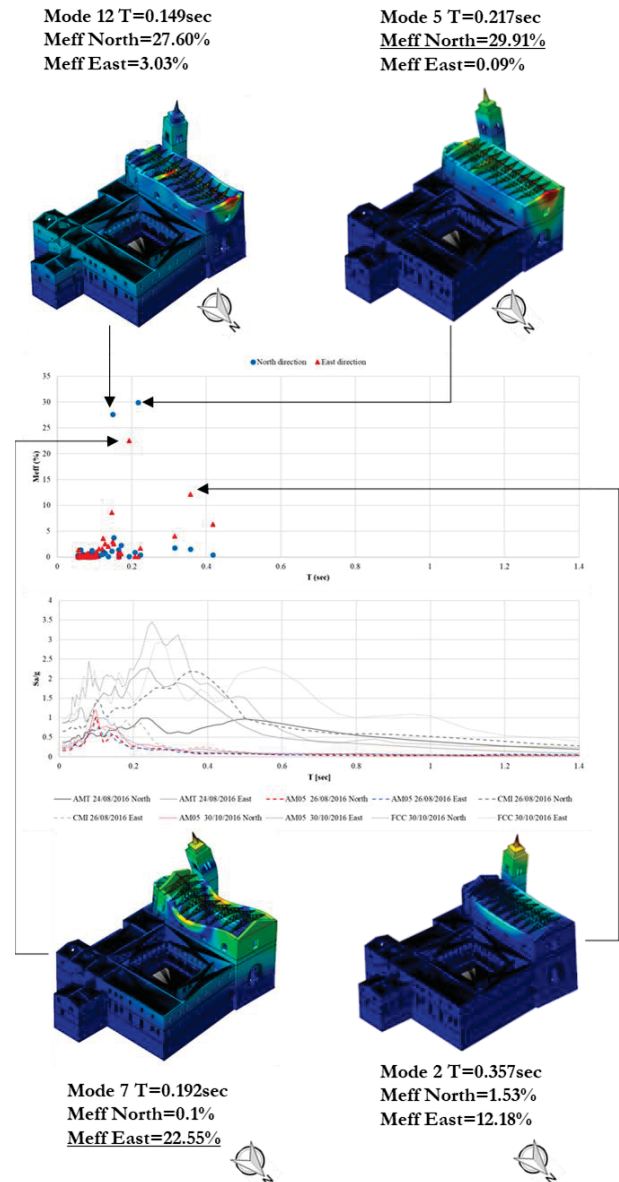 Mode 12 T=0.149sec
Meff North=27.60%
Meff East=3.03%
Mode 5 T=0.217sec
Meff North=29.91%
Meff East=0.09%
N
N
North direction East direction
35
30
25
20
15
10
5
0
Meff (%)
0 0.2 0.4 0.6 0.8 1 1.2 1.4
T (sec)
4
3.5
3
2.5
2
1.5
1
0.5
0
Sa/g
0 0.2 0.4 0.6 0.8 1 1.2 1.4
T [sec]
AMT 24/08/2016 North AMT 24/08/2016 East AM05 26/08/2016 North AM05 26/08/2016 East CMI 26/08/2016 North
CMI 26/08/2016 East AM05 30/10/2016 North AM05 30/10/2016 East FCC 30/10/2016 North FCC 30/10/2016 East
Mode 7 T=0.192sec
Meff North=0.1%
Meff East=22.55%
N
Mode 2 T=0.357sec
Meff North=1.53%
Meff East=12.18%
N